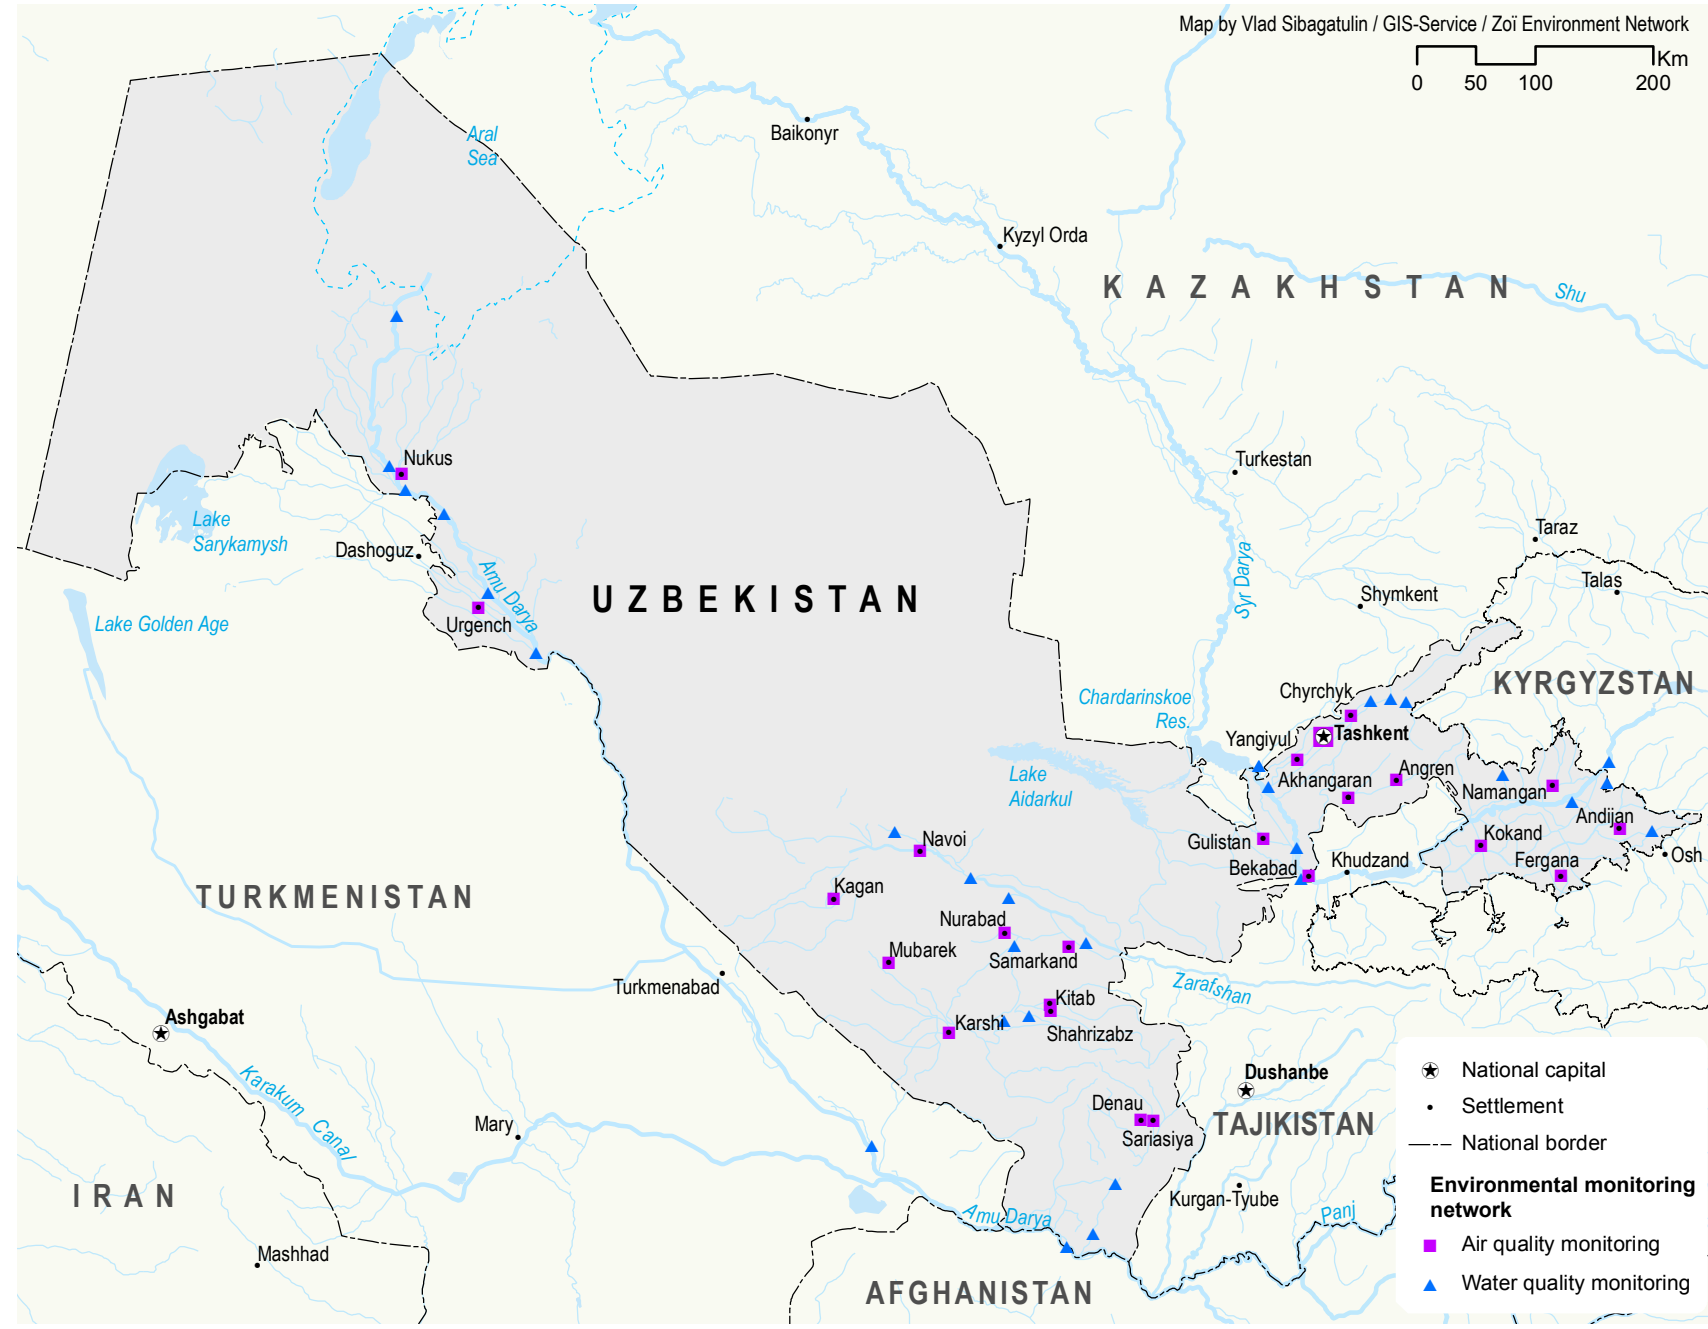 Map by Vlad Sibagatulin / GIS-Service / Zoï Environment Network
Km
0 50 100 200
Baikonyr
Aral
Sea
Kyzyl Orda
KAZAKHSTAN
Shu
Nukus
Turkestan
Lake
Sarykamysh
Taraz
Dashoguz
Syr Darya
Amu Darya
UZBEKISTAN
Talas
Shymkent
Lake Golden Age
Urgench
KYRGYZSTAN
Chardarinskoe
Res.
Chyrchyk
Tashkent
Yangiyul
Lake
Aidarkul
Akhangaran
Angren
Namangan
Andijan
Navoi
Gulistan
Kokand
Bekabad
Khudzand
Fergana
Osh
TURKMENISTAN
Kagan
Nurabad
Mubarek
Samarkand
Turkmenabad
Zarafshan
Kitab
Ashgabat
Karshi
Shahrizabz
Karakum Canal
Dushanbe
Denau
TAJIKISTAN
Mary
Sariasiya
IRAN
Kurgan-Tyube
Amu Darya
Panj
Mashhad
AFGHANISTAN
National capital
Settlement
National border
Environmental monitoring
network
Air quality monitoring
Water quality monitoring